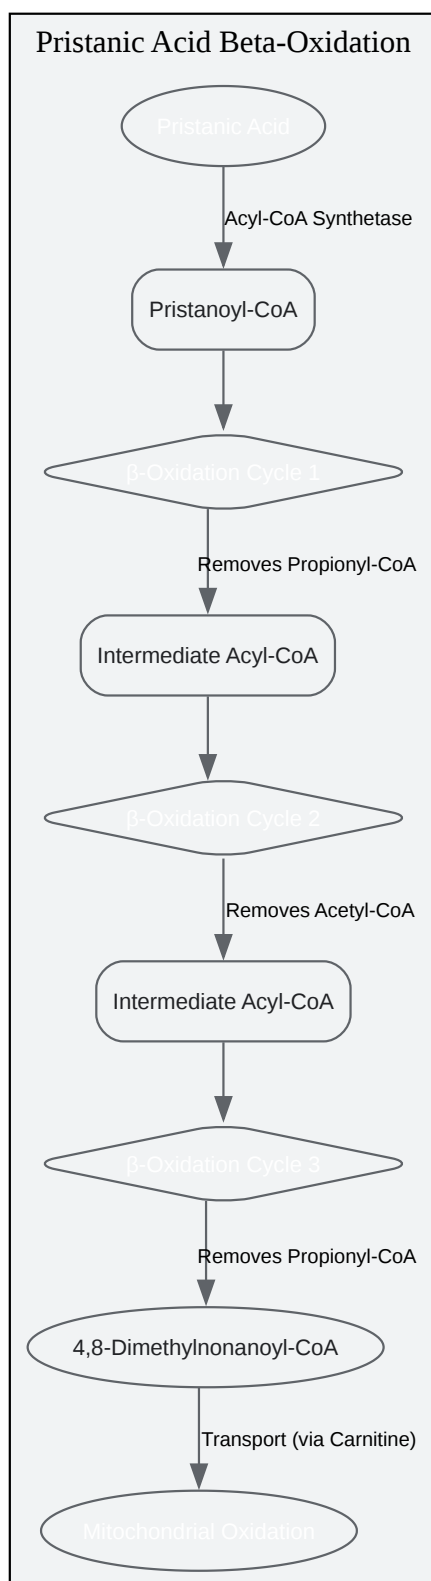 Pristanic Acid Beta-Oxidation
Pristanic Acid
Acyl-CoA Synthetase
Pristanoyl-CoA
β-Oxidation Cycle 1
Removes Propionyl-CoA
Intermediate Acyl-CoA
β-Oxidation Cycle 2
Removes Acetyl-CoA
Intermediate Acyl-CoA
β-Oxidation Cycle 3
Removes Propionyl-CoA
4,8-Dimethylnonanoyl-CoA
Transport (via Carnitine)
Mitochondrial Oxidation